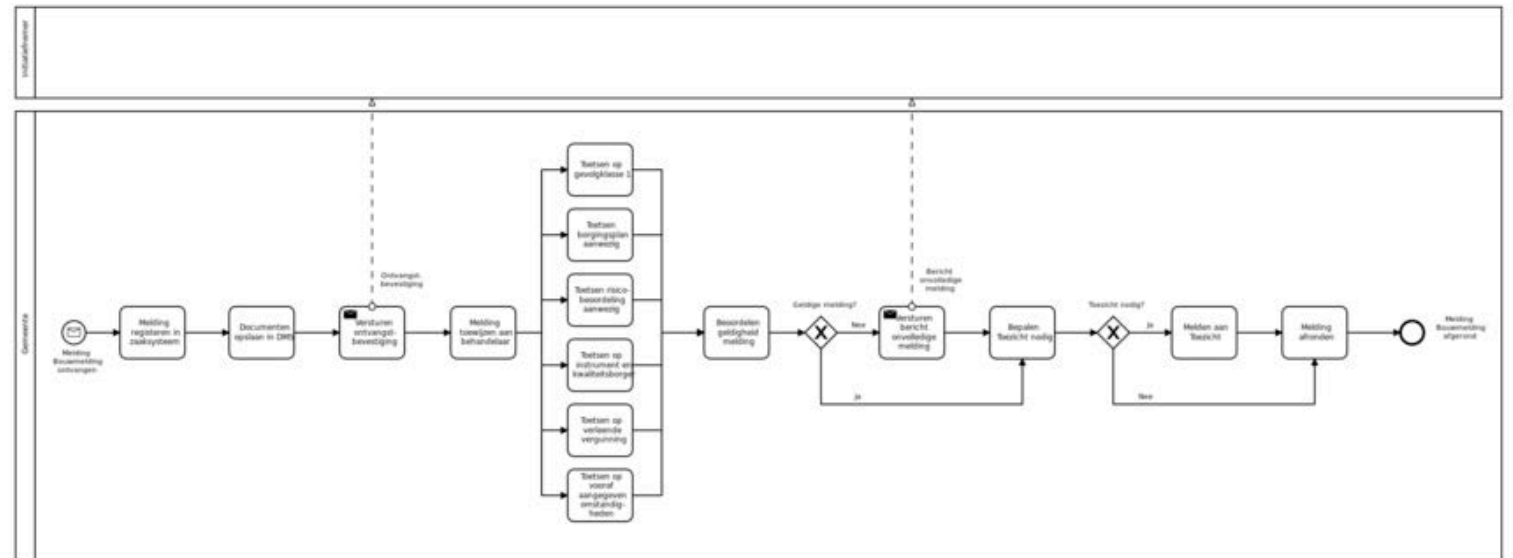 Initiatiefnemer
Gemeente
Melding
Bouwmelding
ontvangen
Melding
registeren in
zaaksysteem
Documenten
opslaan in DMS
Versturen
ontvangst-
bevestiging
Ontvangst-
bevestiging
Melding
toewijzen aan
behandelaar
Toetsen op
gevolgklasse 1
Toetsen
borgingsplan
aanwezig
Toetsen risico-
beoordeling
aanwezig
Toetsen op
instrument en
kwaliteitsborger
Toetsen op
verleende
vergunning
Toetsen op
vooraf
aangegeven
omstandig-
heden
Beoordelen
geldigheid
melding
Geldige melding?
Nee
Ja
Versturen
bericht
onvolledige
melding
Bericht
onvolledige
melding
Bepalen
Toezicht nodig
Toezicht nodig?
Ja
Nee
Melden aan
Toezicht
Melding
afronden
Melding
Bouwmelding
afgerond